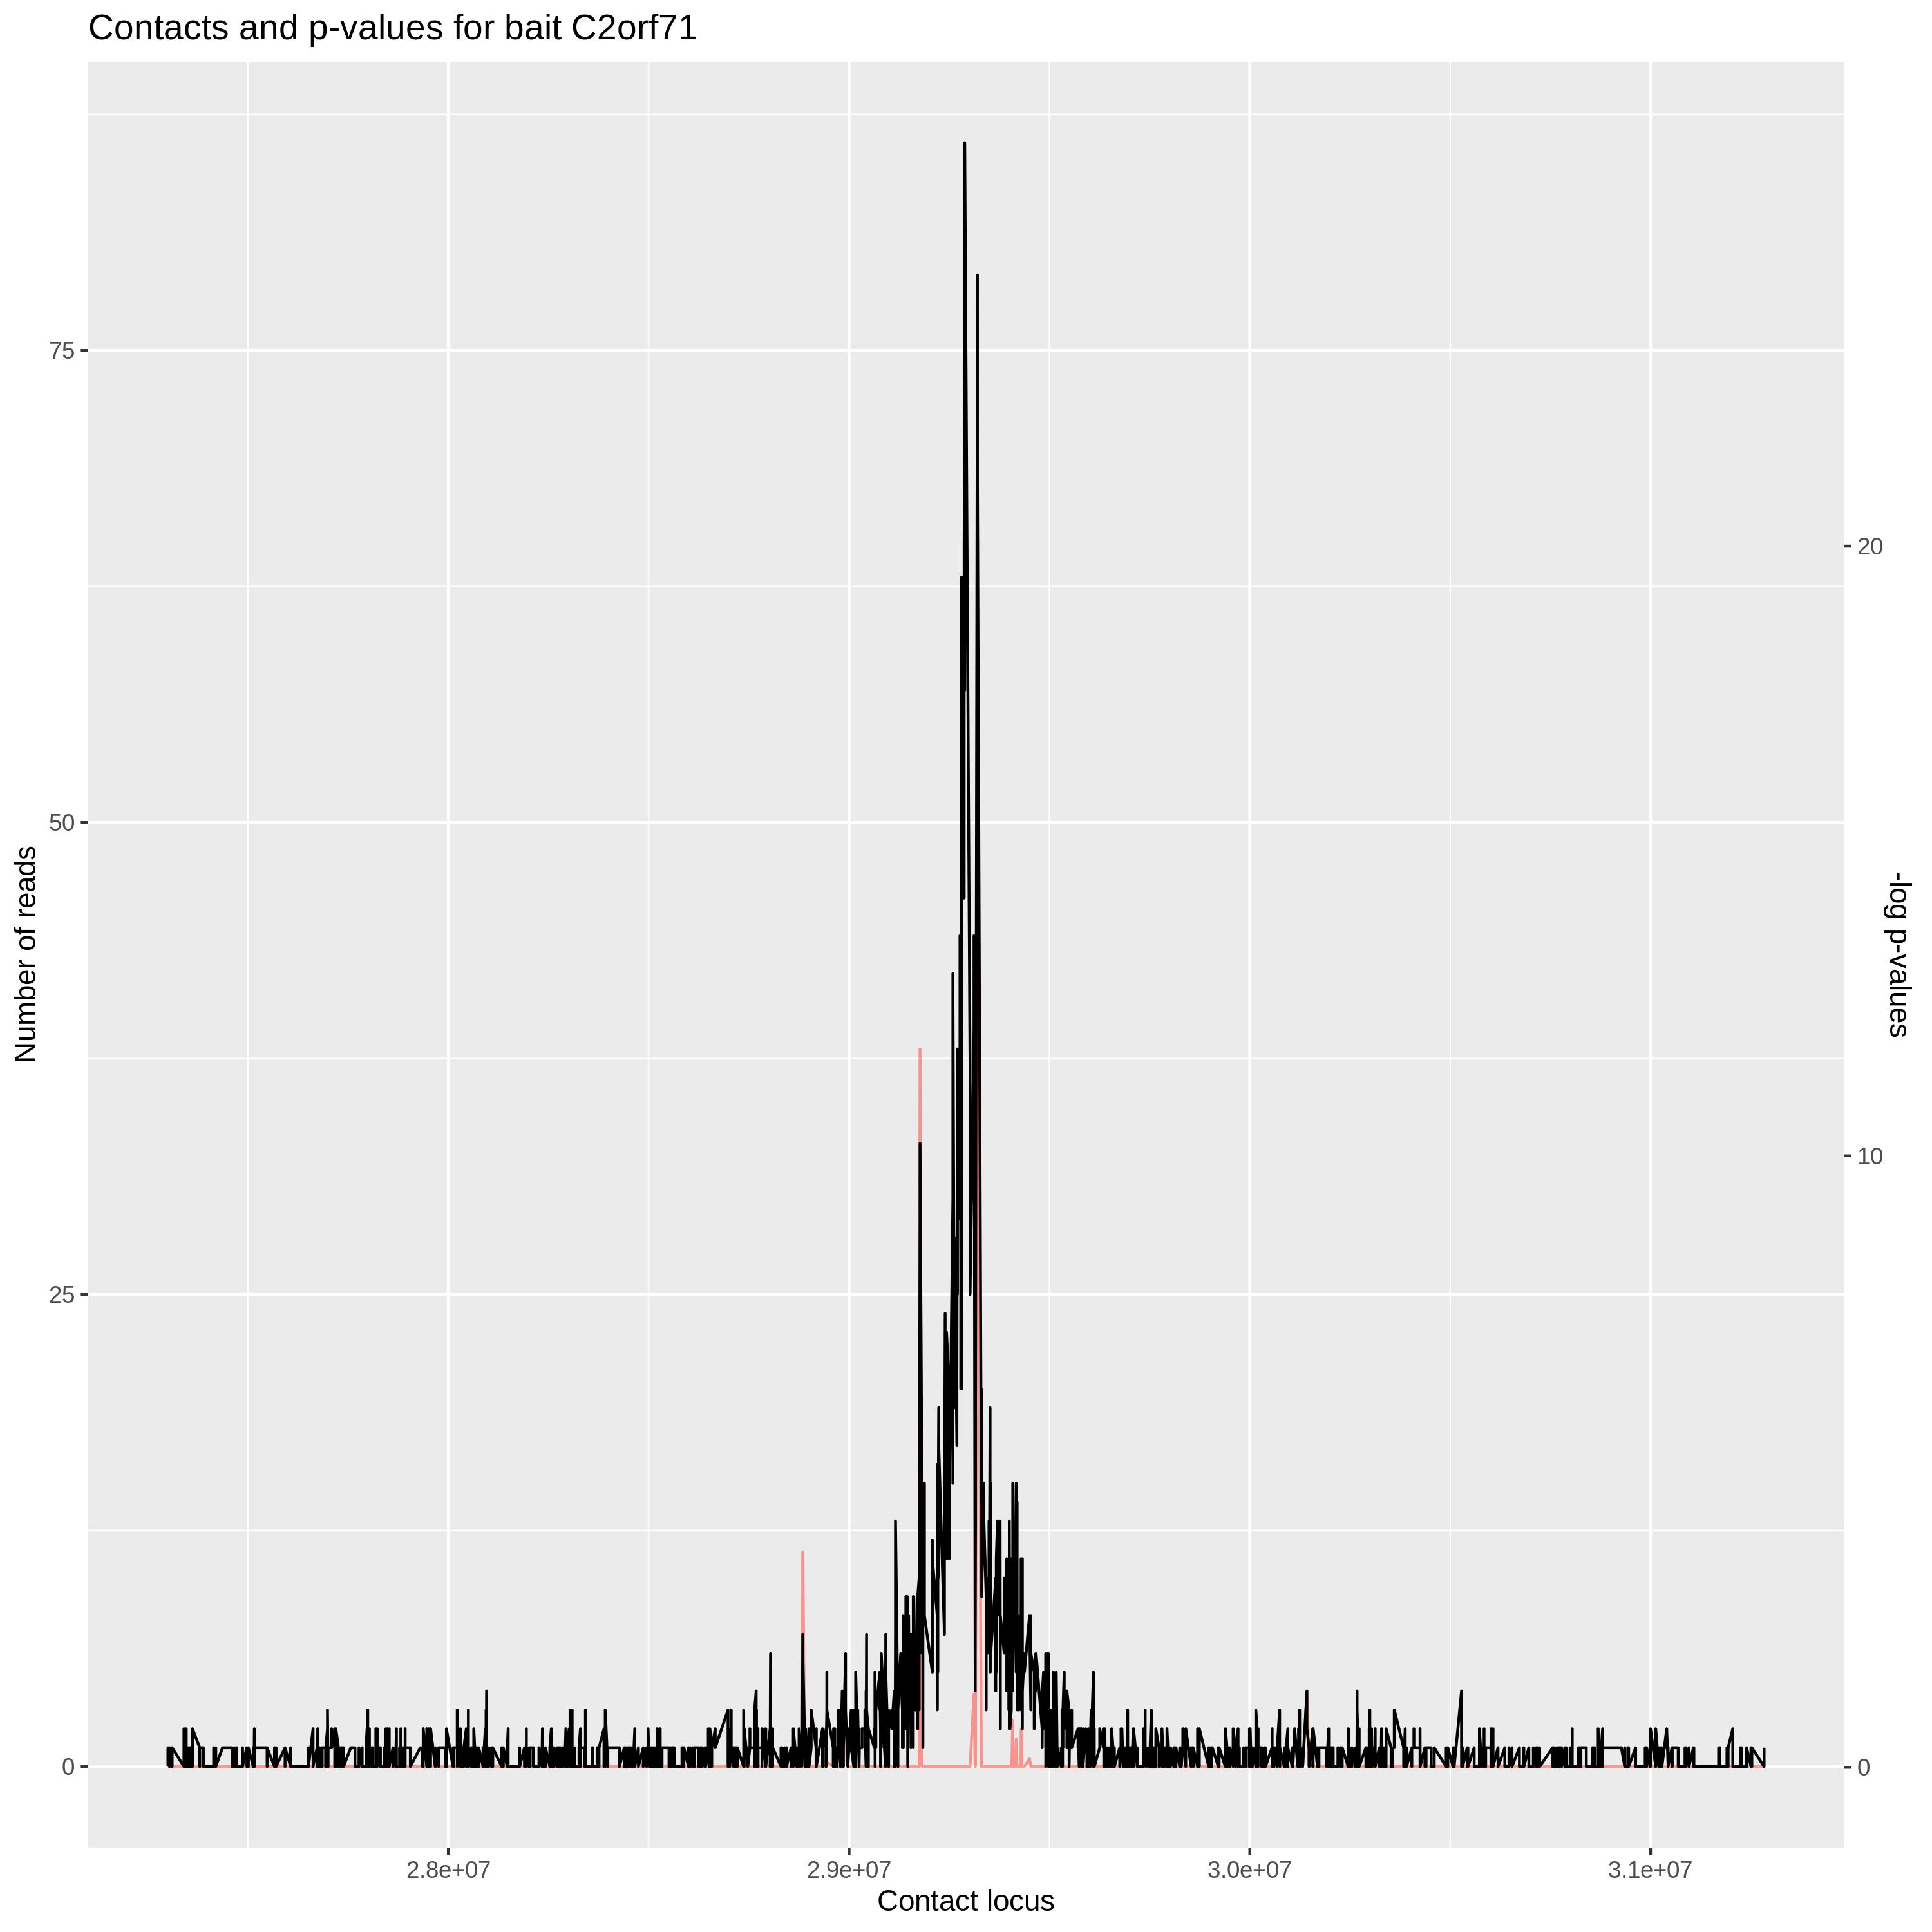 Contacts and p-values for bait C2orf71
75
50
25
0
Number of reads
20
10
0
-log p-values
2.8e+07
2.9e+07
3.0e+07
3.1e+07
Contact locus